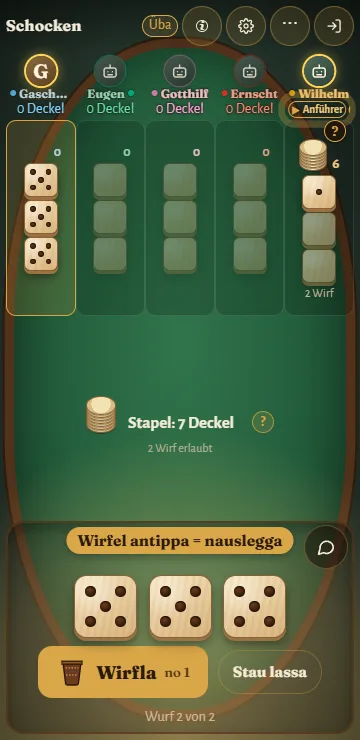 Schocken Uba ...
G
Gasch... Eugen Gotthilf Ernscht Wilhelm
0 Deckel 0 Deckel 0 Deckel 0 Deckel ▶ Anführer
?
0 0 0 0 6
2 Wirf
Stapel: 7 Deckel ?
2 Wirf erlaubt
Wirfel antippa = nauslegga
Wirfla no 1 Stau lassa
Wurf 2 von 2